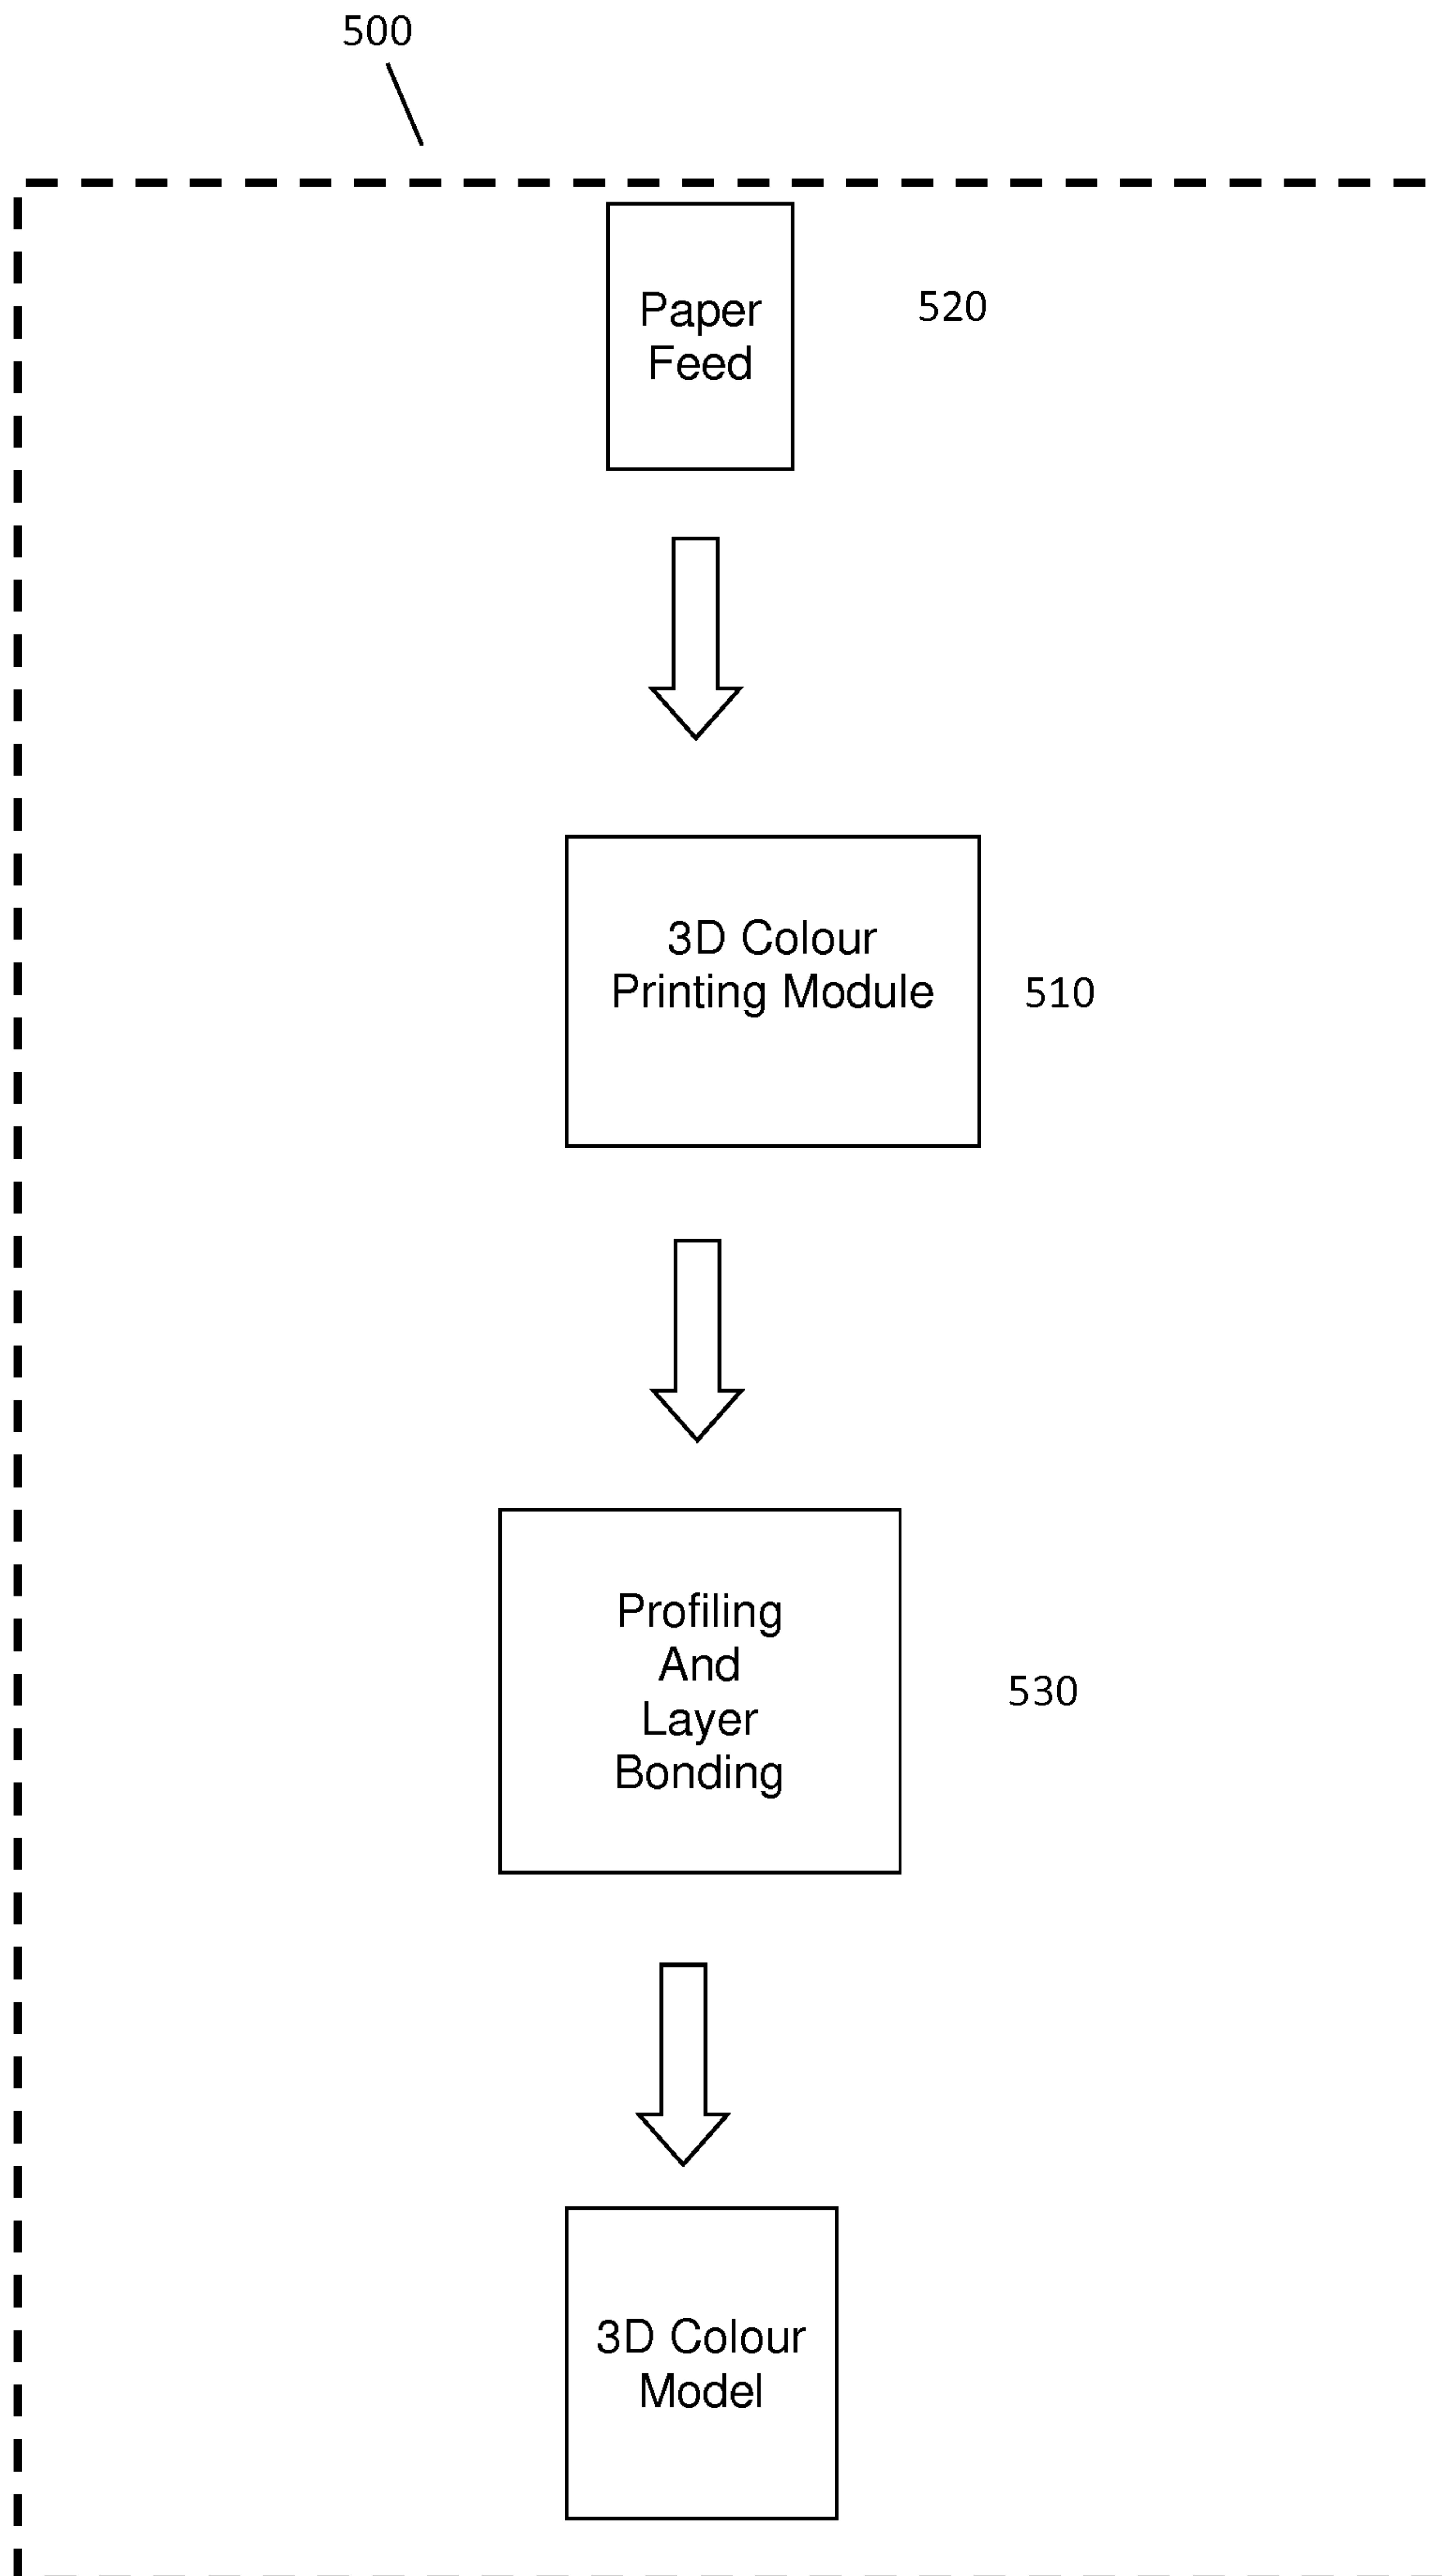 500
Paper
Feed
520
3D Colour
Printing Module
510
Profiling
And
Layer
Bonding
530
3D Colour
Model